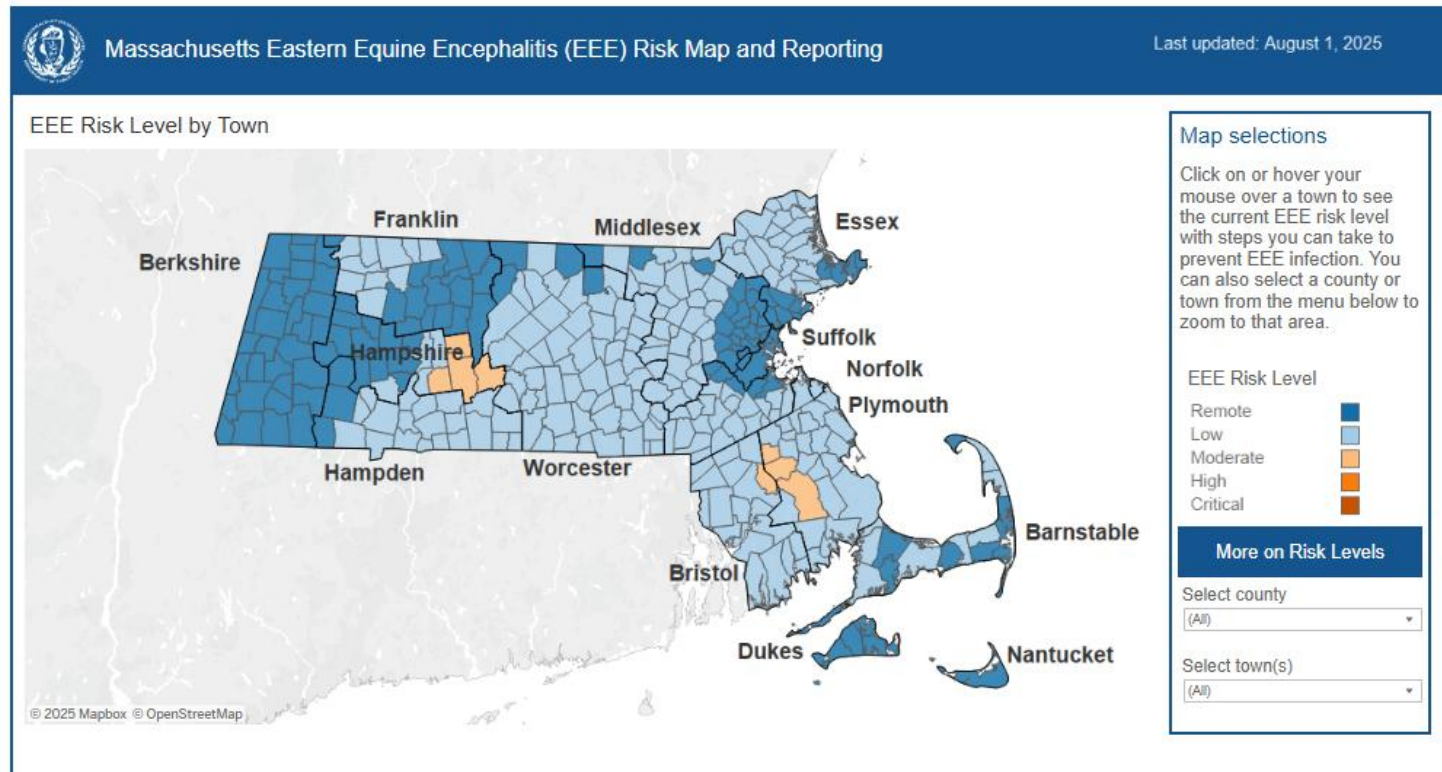 Massachusetts Eastern Equine Encephalitis (EEE) Risk Map and Reporting
Last updated: August 1, 2025
EEE Risk Level by Town
Franklin
Middlesex
Essex
Berkshire
Suffolk
Hampshire
Norfolk
Plymouth
Hampden
Worcester
Barnstable
Bristol
Dukes
Nantucket
© 2025 Mapbox © OpenStreetMap
Map selections
Click on or hover your
mouse over a town to see
the current EEE risk level
with steps you can take to
prevent EEE infection. You
can also select a county or
town from the menu below to
zoom to that area.
EEE Risk Level
Remote
Low
Moderate
High
Critical
More on Risk Levels
Select county
(All)
Select town(s)
(All)